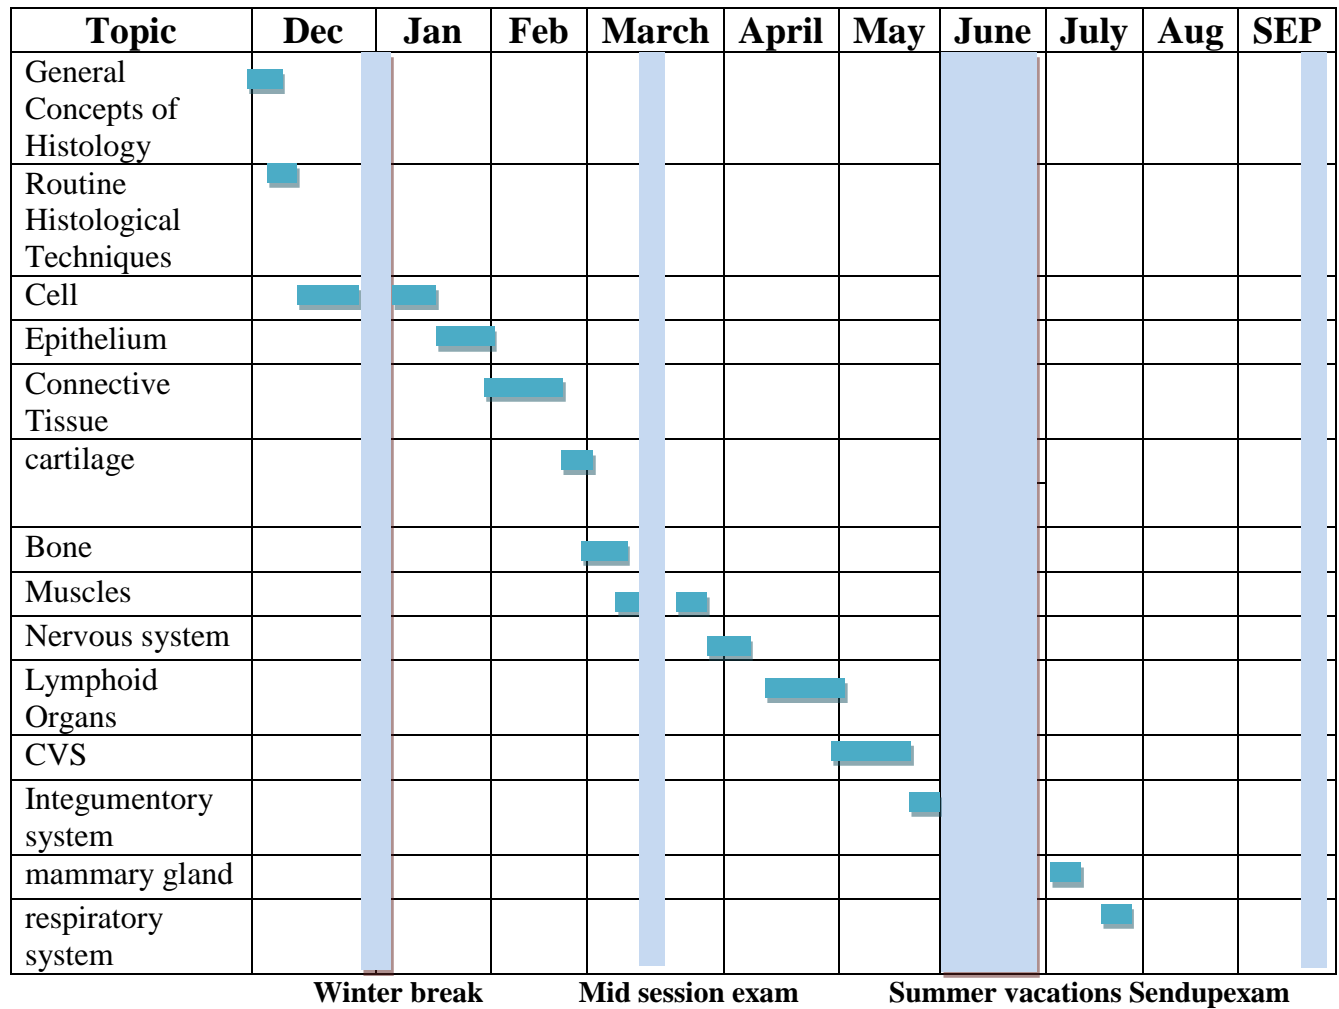 Topic Dec Jan Feb March April May June July Aug SEP
General
Concepts of
Histology
Routine
Histological
Techniques
Cell
Epithelium
Connective
Tissue
cartilage
Bone
Muscles
Nervous system
Lymphoid
Organs
CVS
Integumentory
system
mammary gland
respiratory
system
Winter break Mid session exam Summer vacations Sendupexam